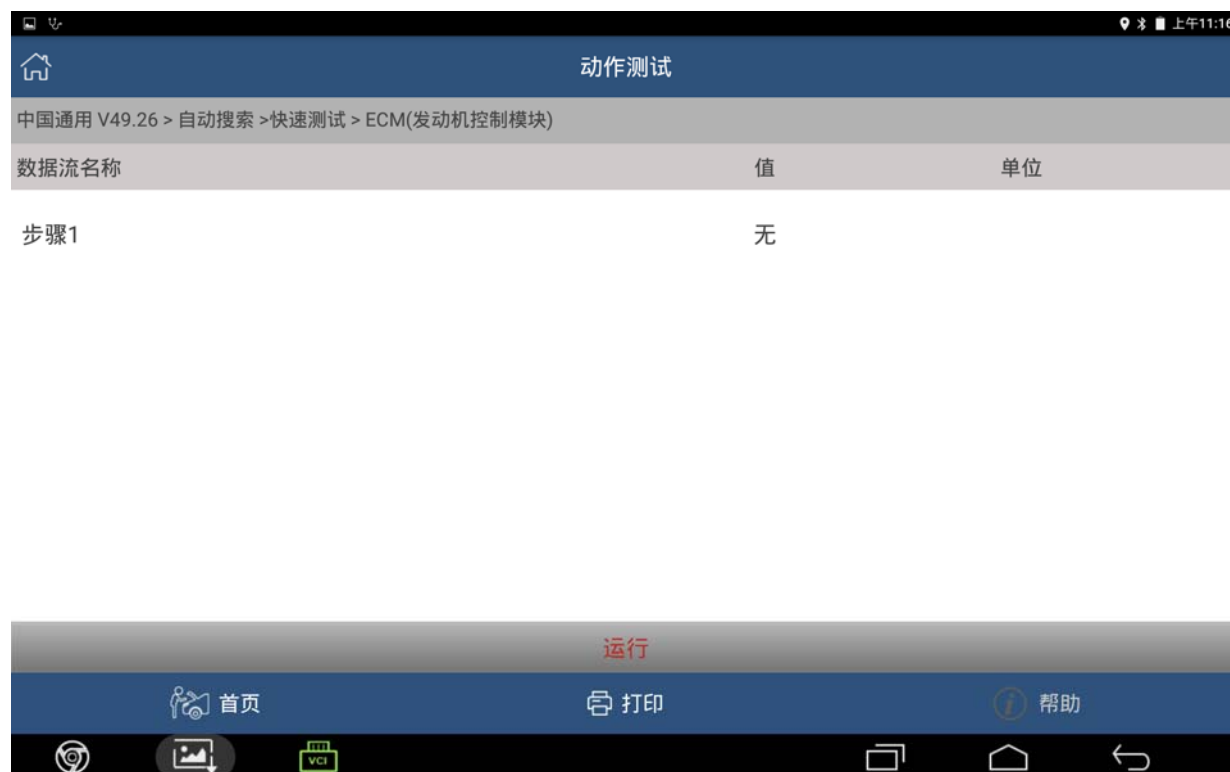 上午11:16
动作测试
中国通用 V49.26 > 自动搜索 >快速测试 > ECM(发动机控制模块)
数据流名称 值 单位
步骤1 无
运行
首页 打印 帮助
VCI